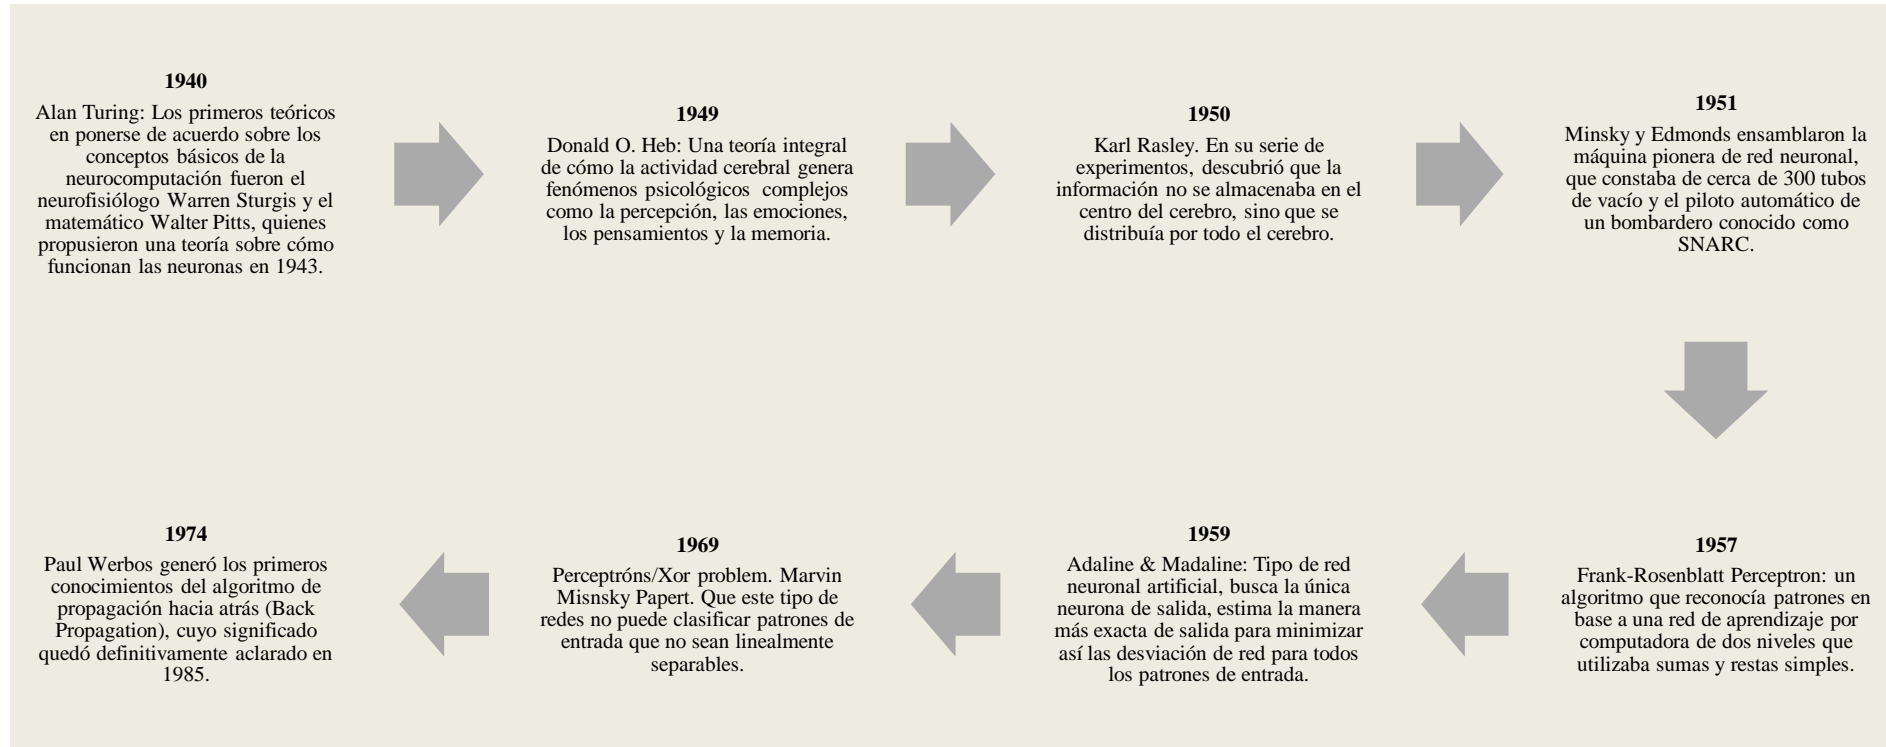 1940
Alan Turing: Los primeros teóricos
en ponerse de acuerdo sobre los
conceptos básicos de la
neurocomputación fueron el
neurofisiólogo Warren Sturgis y el
matemático Walter Pitts, quienes
propusieron una teoría sobre cómo
funcionan las neuronas en 1943.
1949
Donald O. Heb: Una teoría integral
de cómo la actividad cerebral genera
fenómenos psicológicos complejos
como la percepción, las emociones,
los pensamientos y la memoria.
1950
Karl Rasley. En su serie de
experimentos, descubrió que la
información no se almacenaba en el
centro del cerebro, sino que se
distribuía por todo el cerebro.
1951
Minsky y Edmonds ensamblaron la
máquina pionera de red neuronal,
que constaba de cerca de 300 tubos
de vacío y el piloto automático de
un bombardero conocido como
SNARC.
1957
Frank-Rosenblatt Perceptron: un
algoritmo que reconocía patrones en
base a una red de aprendizaje por
computadora de dos niveles que
utilizaba sumas y restas simples.
1959
Adaline & Madaline: Tipo de red
neuronal artificial, busca la única
neurona de salida, estima la manera
más exacta de salida para minimizar
así las desviación de red para todos
los patrones de entrada.
1969
Perceptróns/Xor problem. Marvin
Misnsky Papert. Que este tipo de
redes no puede clasificar patrones de
entrada que no sean linealmente
separables.
1974
Paul Werbos generó los primeros
conocimientos del algoritmo de
propagación hacia atrás (Back
Propagation), cuyo significado
quedó definitivamente aclarado en
1985.